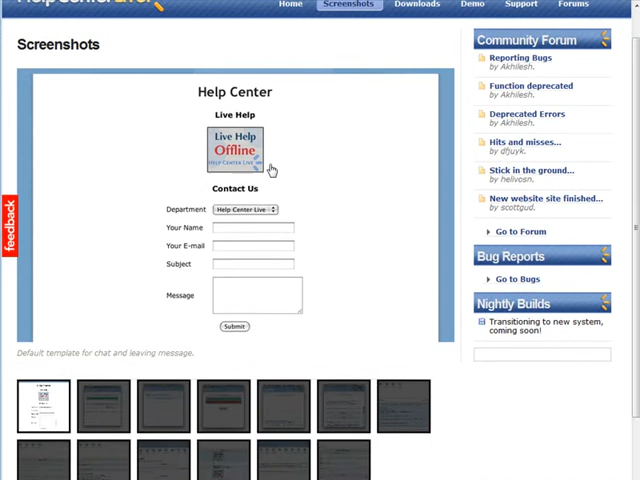 Home Screenshots Downloads Demo Support Forums
Screenshots
Help Center
Live Help
Live Help
Offline
HELP CENTER LIVE
Contact Us
Department Help Center Live
Your Name
Your E-mail
Subject
Message
Submit
Default template for chat and leaving message.
feedback
Community Forum
Reporting Bugs
by Akhilesh.
Function deprecated
by Akhilesh.
Deprecated Errors
by Akhilesh.
Hits and misses...
by dfjuyk.
Stick in the ground...
by helivosn.
New website site finished...
by scottgud.
Go to Forum
Bug Reports
Go to Bugs
Nightly Builds
Transitioning to new system,
coming soon!